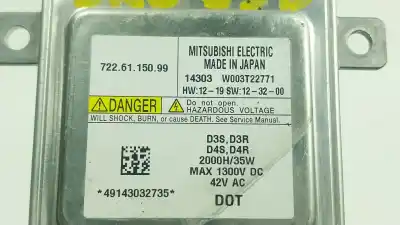 MITSUBISHI ELECTRIC
MADE IN JAPAN
722.61.150.99
14303 W003T22771
HW:12-19 SW:12-32-00
DANGER
Do not open.
HAZARDOUS VOLTAGE
WILL SHOCK, BURN, or cause DEATH. See Service Manual.
D3S,D3R
D4S,D4R
2000H/35W
MAX 1300V DC
42V AC
*49143032735*
DOT